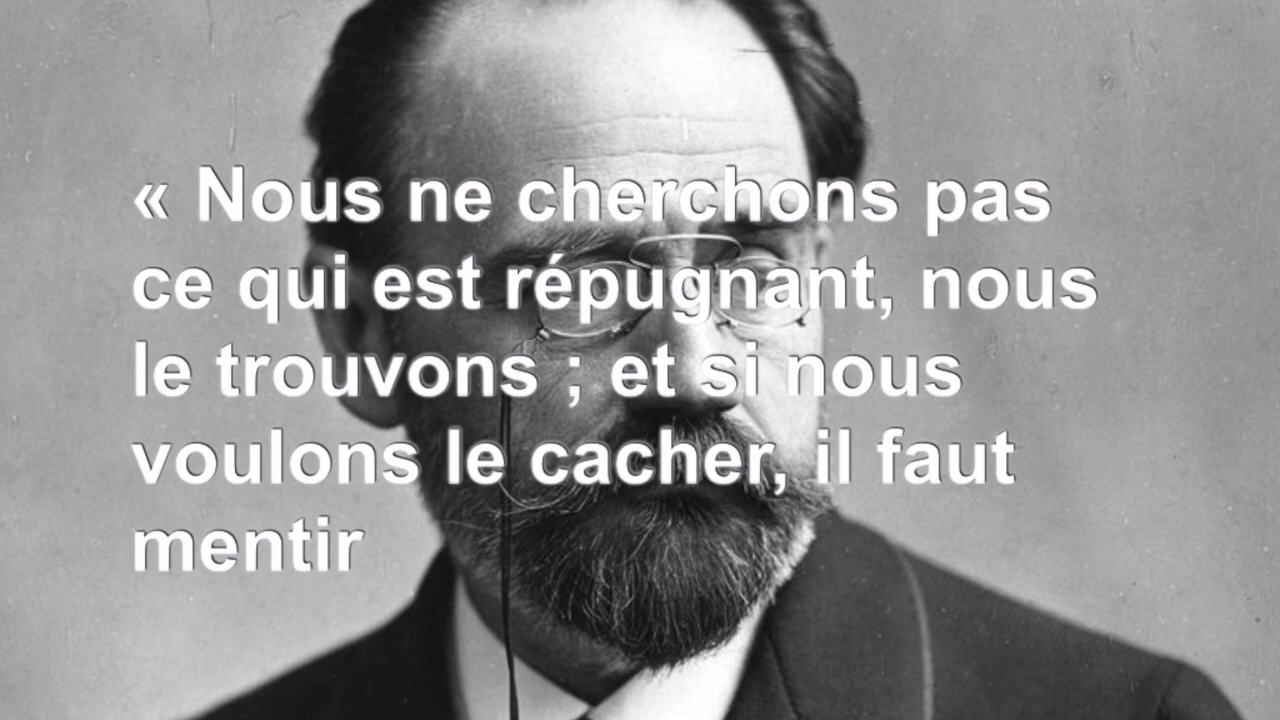 « Nous ne cherchons pas
ce qui est répugnant, nous
le trouvons ; et si nous
voulons le cacher, il faut
mentir